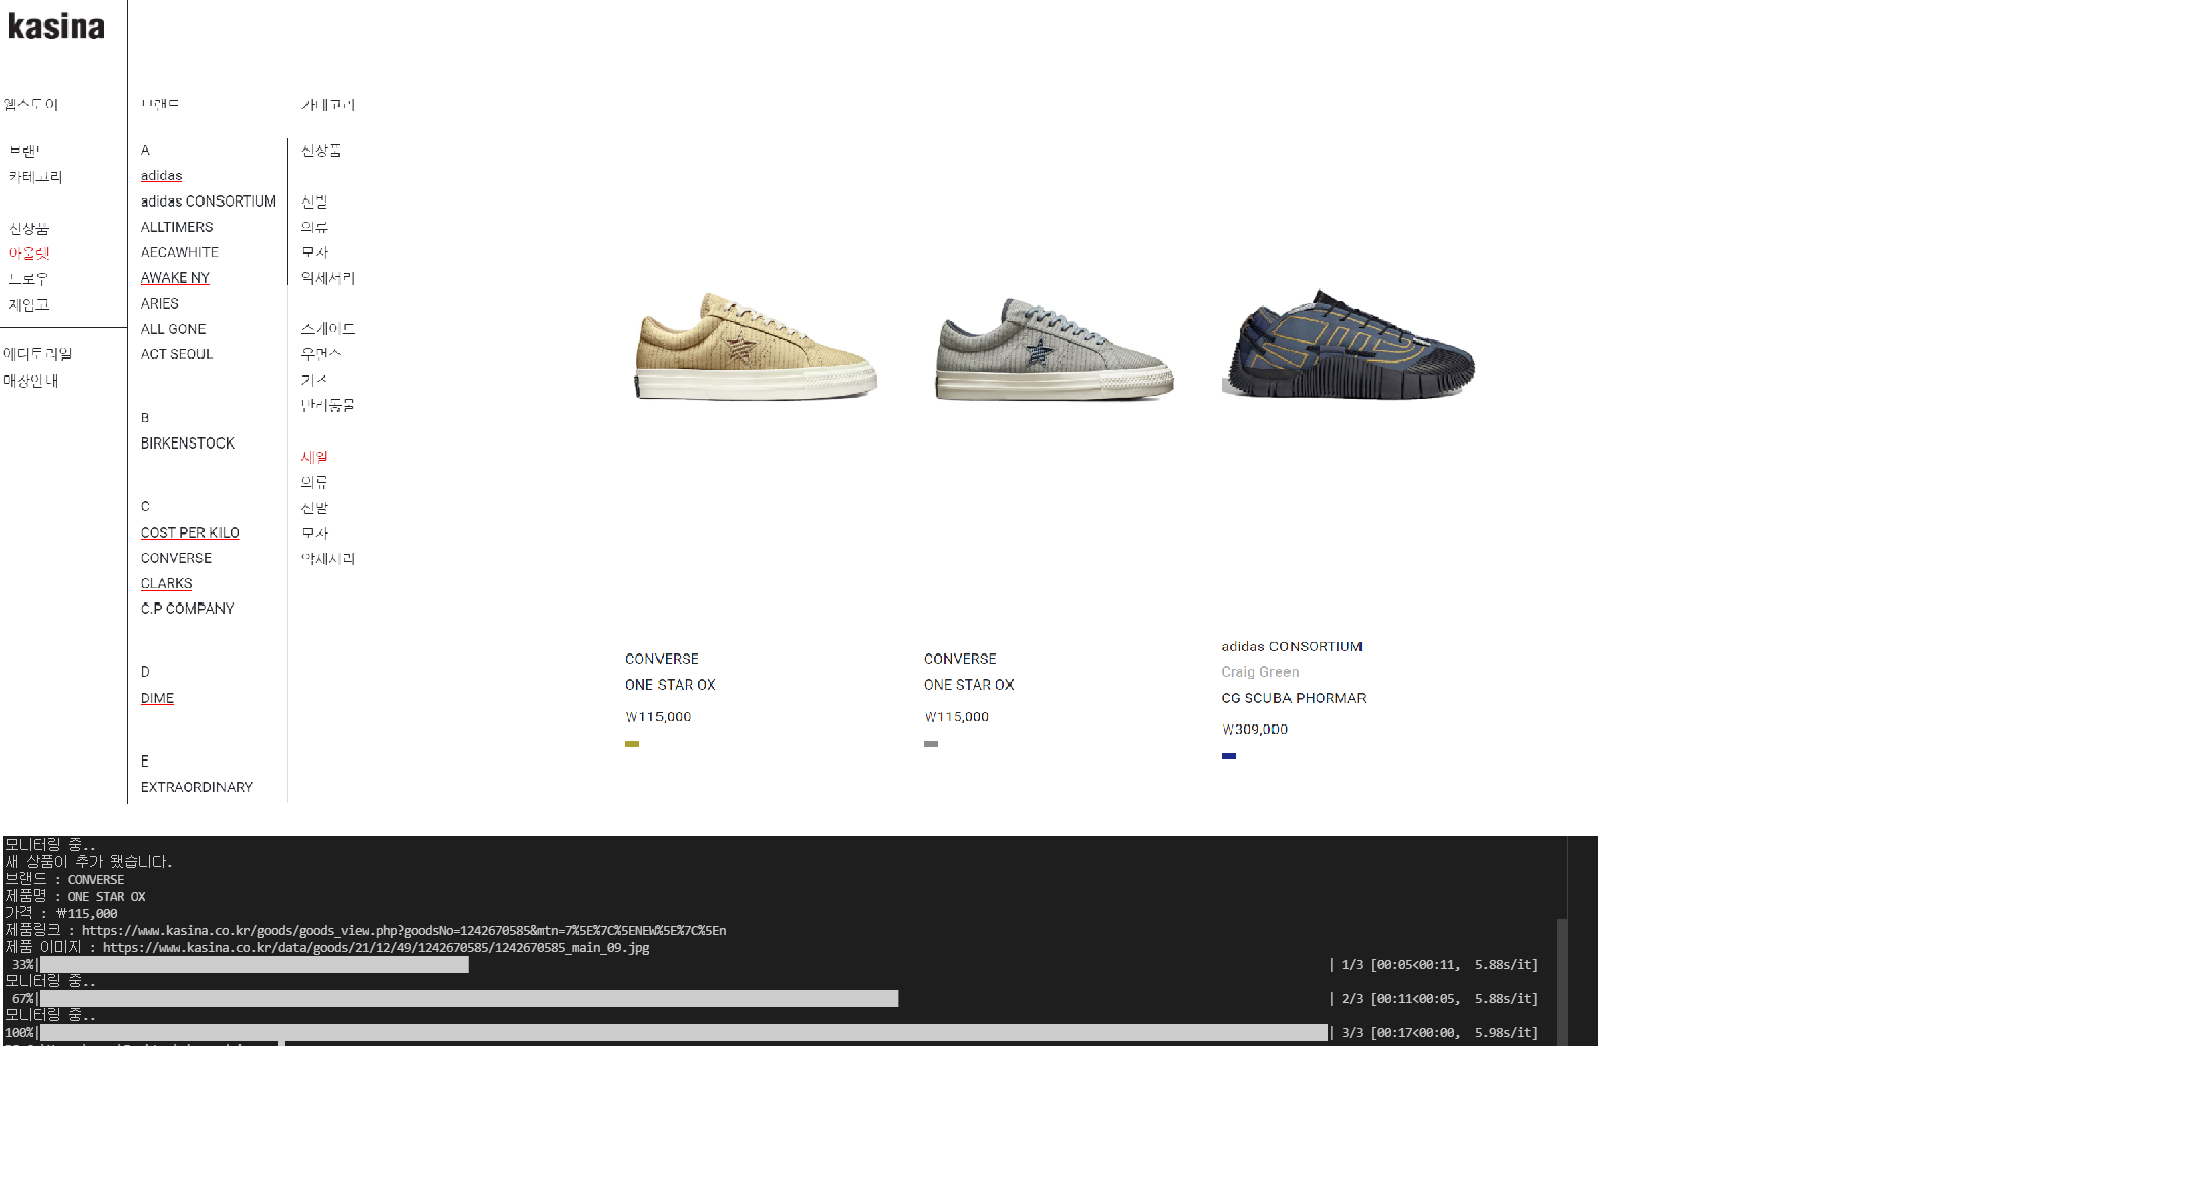 kasina
웹스토어
브랜드
카테고리
신상품
아울렛
드로우
재입고
에디토리얼
매장안내
브랜드
A
adidas
adidas CONSORTIUM
ALLTIMERS
AECAWHITE
AWAKE NY
ARIES
ALL GONE
ACT SEOUL
B
BIRKENSTOCK
C
COST PER KILO
CONVERSE
CLARKS
C.P COMPANY
D
DIME
E
EXTRAORDINARY
카테고리
신상품
신발
의류
모자
악세서리
스케이트
우먼스
키즈
반려동물
세일
의류
신발
모자
악세서리
CONVERSE
ONE STAR OX
₩115,000
CONVERSE
ONE STAR OX
₩115,000
adidas CONSORTIUM
Craig Green
CG SCUBA PHORMAR
₩309,000
모니터링 중..
새 상품이 추가 됐습니다.
브랜드 : CONVERSE
제품명 : ONE STAR OX
가격 : ₩115,000
제품링크 : https://www.kasina.co.kr/goods/goods_view.php?goodsNo=1242670585&mtn=7%5E%7C%5ENEW%5E%7C%5En
제품 이미지 : https://www.kasina.co.kr/data/goods/21/12/49/1242670585/1242670585_main_09.jpg
33%| | 1/3 [00:05<00:11, 5.88s/it]
모니터링 중..
67%| | 2/3 [00:11<00:05, 5.88s/it]
모니터링 중..
100%| | 3/3 [00:17<00:00, 5.98s/it]